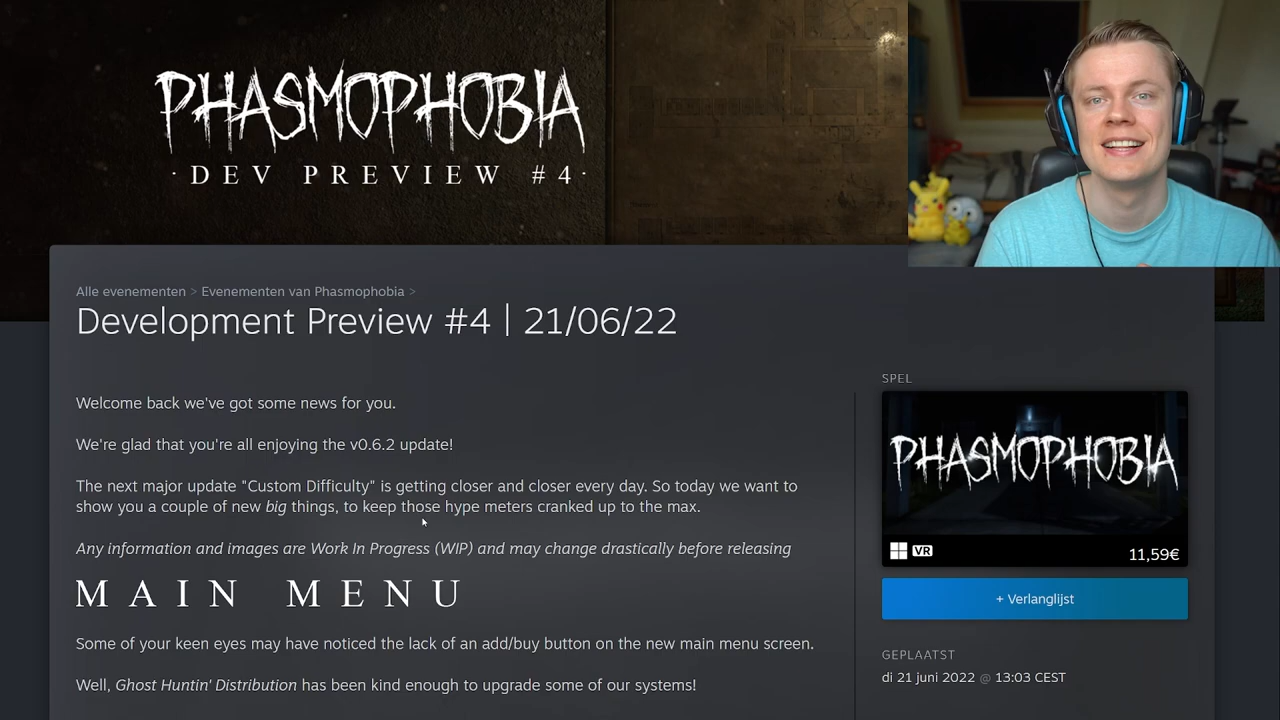 PHASMOPHOBIA
· DEV PREVIEW #4 ·
Alle evenementen > Evenementen van Phasmophobia >
Development Preview #4 | 21/06/22
Welcome back we've got some news for you.
We're glad that you're all enjoying the v0.6.2 update!
The next major update "Custom Difficulty" is getting closer and closer every day. So today we want to
show you a couple of new big things, to keep those hype meters cranked up to the max.
Any information and images are Work In Progress (WIP) and may change drastically before releasing
MAIN MENU
Some of your keen eyes may have noticed the lack of an add/buy button on the new main menu screen.
Well, Ghost Huntin' Distribution has been kind enough to upgrade some of our systems!
SPEL
PHASMOPHOBIA
VR
11,59€
+ Verlanglijst
GEPLAATST
di 21 juni 2022 @ 13:03 CEST